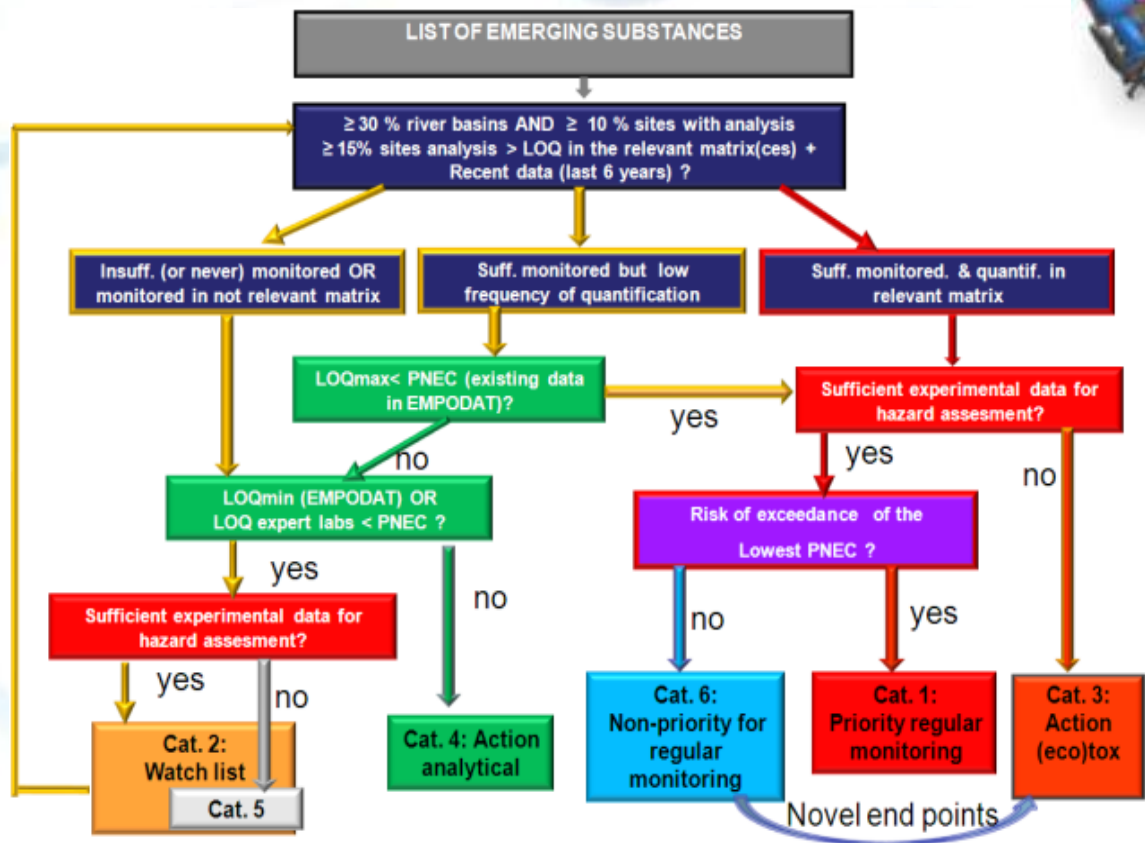 LIST OF EMERGING SUBSTANCES
≥ 30 % river basins AND ≥ 10 % sites with analysis
≥ 15% sites analysis > LOQ in the relevant matrix(ces) +
Recent data (last 6 years) ?
Insuff. (or never) monitored OR
monitored in not relevant matrix
Suff. monitored but low
frequency of quantification
Suff. monitored. & quantif. in
relevant matrix
LOQmax< PNEC (existing data
in EMPODAT)?
yes
Sufficient experimental data for
hazard assesment?
no
yes
no
LOQmin (EMPODAT) OR
LOQ expert labs < PNEC ?
Risk of exceedance of the
Lowest PNEC ?
yes
no
Sufficient experimental data for
hazard assesment?
no
yes
yes
no
Cat. 2:
Watch list
Cat. 5
Cat. 4: Action
analytical
Cat. 6:
Non-priority for
regular
monitoring
Cat. 1:
Priority regular
monitoring
Cat. 3:
Action
(eco)tox
Novel end points